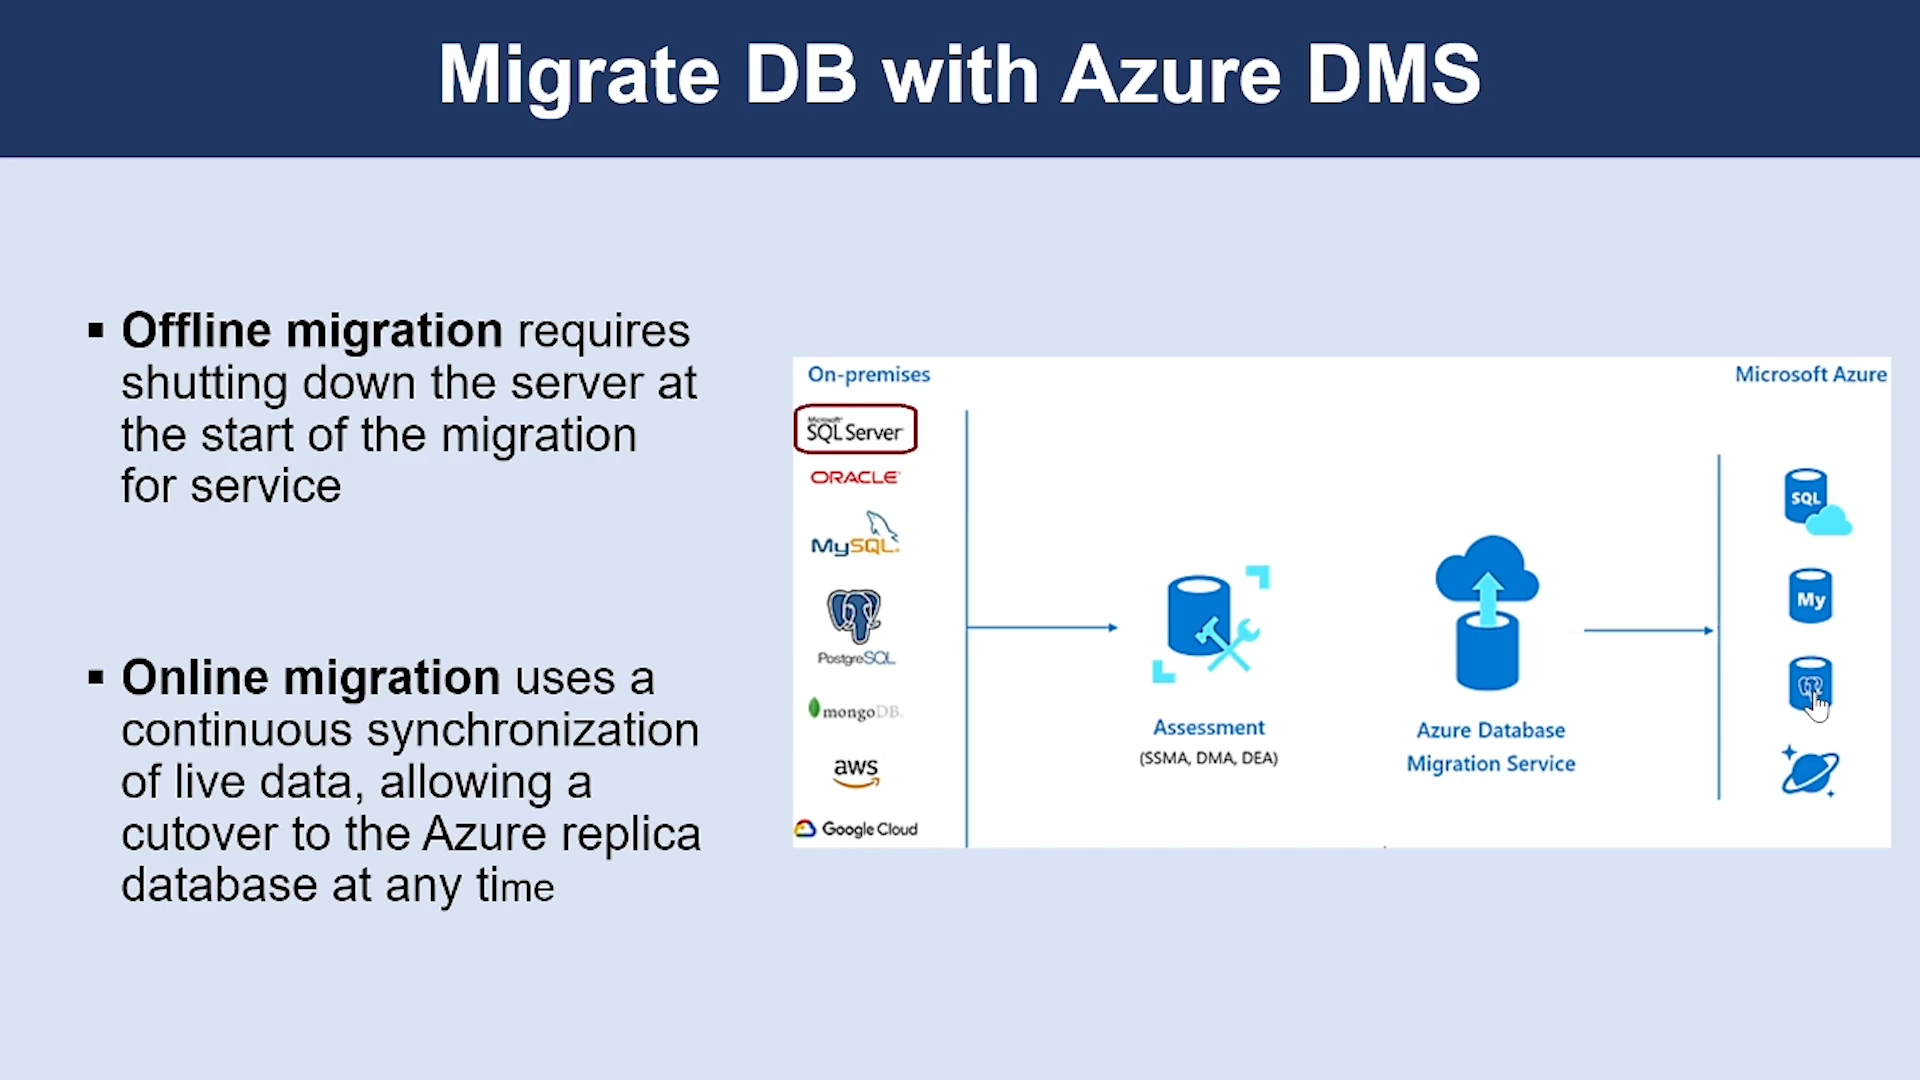 Migrate DB with Azure DMS
▪ Offline migration requires
shutting down the server at
the start of the migration
for service
▪ Online migration uses a
continuous synchronization
of live data, allowing a
cutover to the Azure replica
database at any time
On-premises
Microsoft
SQL Server
ORACLE
MySQL
PostgreSQL
mongoDB.
aws
Google Cloud
Assessment
(SSMA, DMA, DEA)
Azure Database
Migration Service
Microsoft Azure
SQL
My